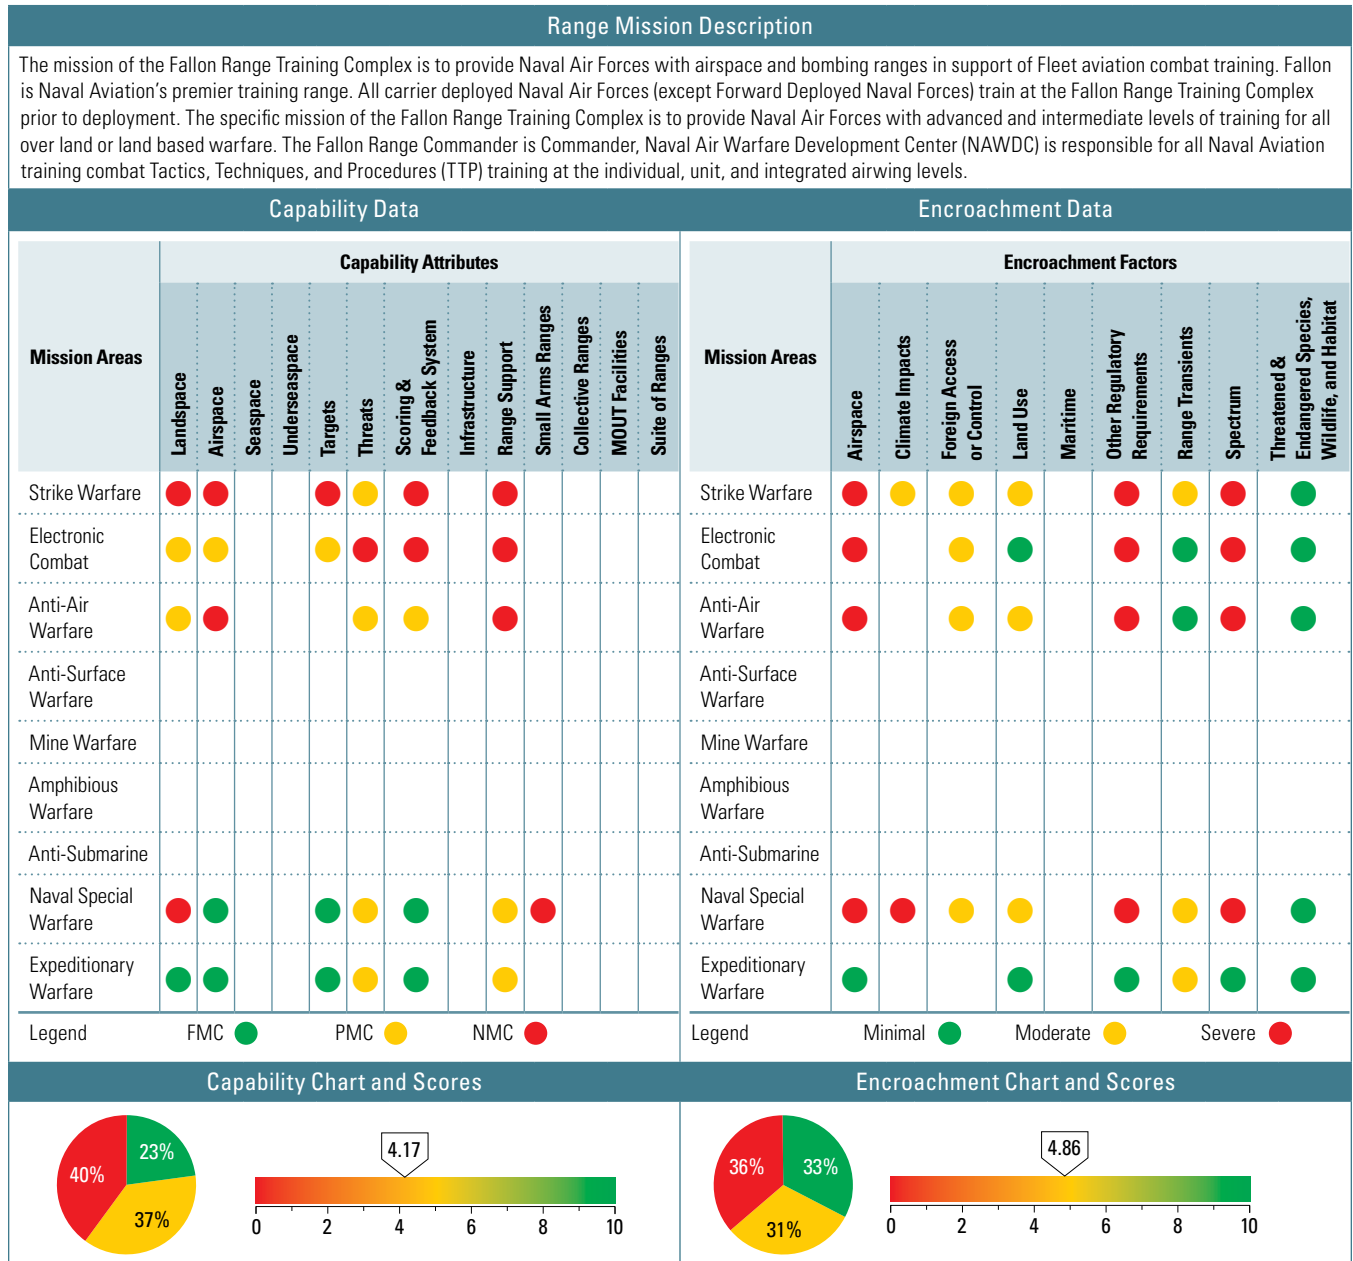 Range Mission Description
The mission of the Fallon Range Training Complex is to provide Naval Air Forces with airspace and bombing ranges in support of Fleet aviation combat training. Fallon
is Naval Aviation's premier training range. All carrier deployed Naval Air Forces (except Forward Deployed Naval Forces) train at the Fallon Range Training Complex
prior to deployment. The specific mission of the Fallon Range Training Complex is to provide Naval Air Forces with advanced and intermediate levels of training for all
over land or land based warfare. The Fallon Range Commander is Commander, Naval Air Warfare Development Center (NAWDC) is responsible for all Naval Aviation
training combat Tactics, Techniques, and Procedures (TTP) training at the individual, unit, and integrated airwing levels.
Capability Data
Capability Attributes
Mission Areas
Landspace
Airspace
Seaspace
Underseaspace
Targets
Threats
Scoring &
Feedback System
Infrastructure
Range Support
Small Arms Ranges
Collective Ranges
MOUT Facilities
Suite of Ranges
Strike Warfare
Electronic
Combat
Anti-Air
Warfare
Anti-Surface
Warfare
Mine Warfare
Amphibious
Warfare
Anti-Submarine
Naval Special
Warfare
Expeditionary
Warfare
Legend FMC PMC NMC
Encroachment Data
Encroachment Factors
Mission Areas
Airspace
Climate Impacts
Foreign Access
or Control
Land Use
Maritime
Other Regulatory
Requirements
Range Transients
Spectrum
Threatened &
Endangered Species,
Wildlife, and Habitat
Strike Warfare
Electronic
Combat
Anti-Air
Warfare
Anti-Surface
Warfare
Mine Warfare
Amphibious
Warfare
Anti-Submarine
Naval Special
Warfare
Expeditionary
Warfare
Legend Minimal Moderate Severe
Capability Chart and Scores
23%
40%
37%
4.17
0 2 4 6 8 10
Encroachment Chart and Scores
36% 33%
31%
4.86
0 2 4 6 8 10